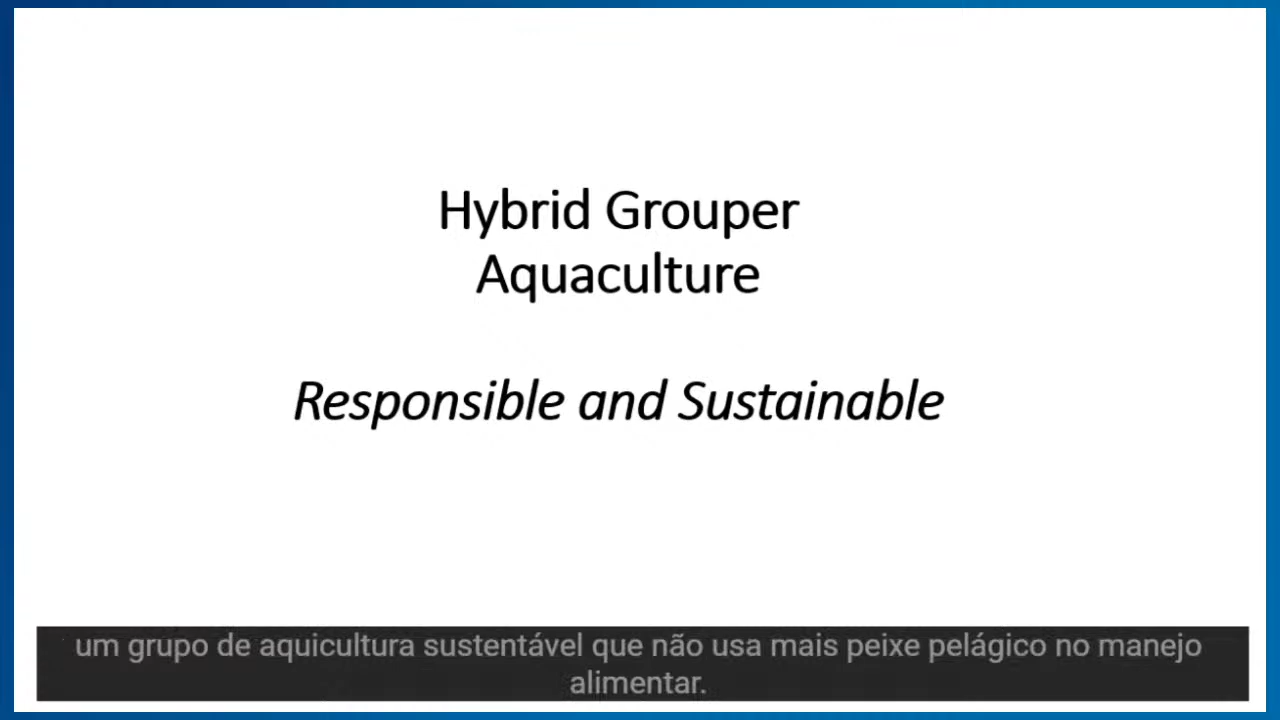 Hybrid Grouper
Aquaculture
Responsible and Sustainable
um grupo de aquicultura sustentável que não usa mais peixe pelágico no manejo
alimentar.